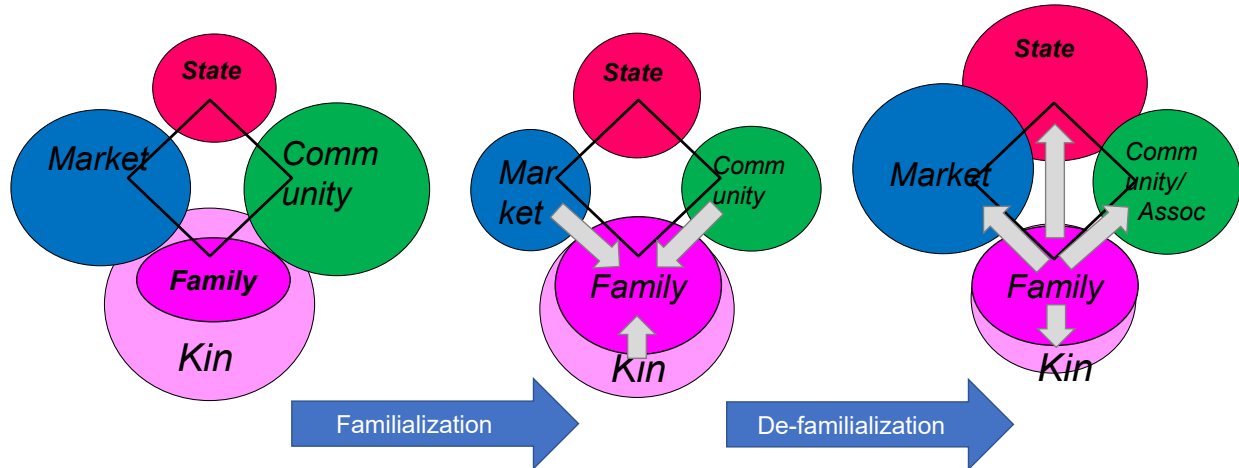 State
Market
Comm
unity
Family
Kin
State
Mar
ket
Comm
unity
Family
Kin
State
Market
Comm
unity/
Assoc
Family
Kin
Familialization
De-familialization